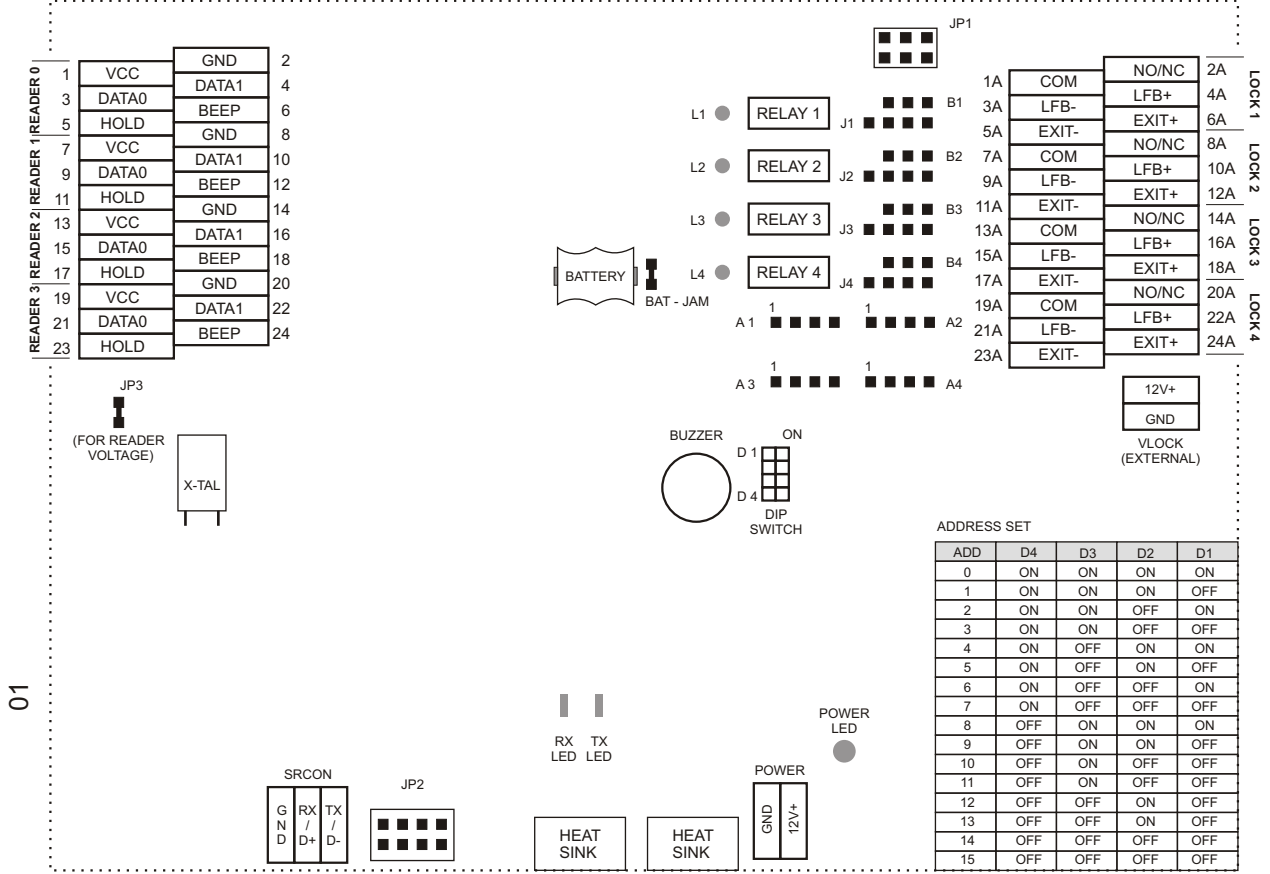 JP1
READER 0
READER 1
READER 2
READER 3
1 VCC GND 2
3 DATA0 DATA1 4
5 HOLD BEEP 6
7 VCC GND 8
9 DATA0 DATA1 10
11 HOLD BEEP 12
13 VCC GND 14
15 DATA0 DATA1 16
17 HOLD BEEP 18
19 VCC GND 20
21 DATA0 DATA1 22
23 HOLD BEEP 24
L1 RELAY 1 J1 B1
L2 RELAY 2 J2 B2
L3 RELAY 3 J3 B3
L4 RELAY 4 J4 B4
BATTERY
BAT - JAM
1 1
A 1 A2
1 1
A 3 A4
1A COM NO/NC 2A
3A LFB- LFB+ 4A
5A EXIT- EXIT+ 6A
7A COM NO/NC 8A
9A LFB- LFB+ 10A
11A EXIT- EXIT+ 12A
13A COM NO/NC 14A
15A LFB- LFB+ 16A
17A EXIT- EXIT+ 18A
19A COM NO/NC 20A
21A LFB- LFB+ 22A
23A EXIT- EXIT+ 24A
LOCK 1
LOCK 2
LOCK 3
LOCK 4
12V+
GND
VLOCK
(EXTERNAL)
JP3
(FOR READER
VOLTAGE)
X-TAL
BUZZER
ON
D 1
D 4
DIP
SWITCH
ADDRESS SET
ADD D4 D3 D2 D1
0 ON ON ON ON
1 ON ON ON OFF
2 ON ON OFF ON
3 ON ON OFF OFF
4 ON OFF ON ON
5 ON OFF ON OFF
6 ON OFF OFF ON
7 ON OFF OFF OFF
8 OFF ON ON ON
9 OFF ON ON OFF
10 OFF ON OFF OFF
11 OFF ON OFF OFF
12 OFF OFF ON OFF
13 OFF OFF ON OFF
14 OFF OFF OFF OFF
15 OFF OFF OFF OFF
01
RX
LED
TX
LED
POWER
LED
SRCON
GND
RX / D+
TX / D-
JP2
HEAT
SINK
HEAT
SINK
POWER
GND
12V+